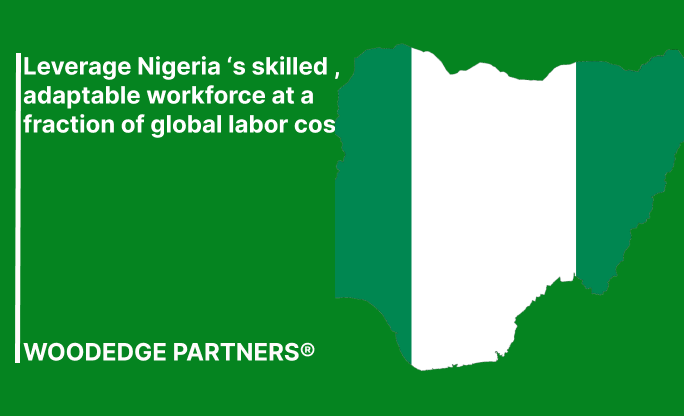 Leverage Nigeria ‘s skilled ,
adaptable workforce at a
fraction of global labor cos
WOODEDGE PARTNERS®